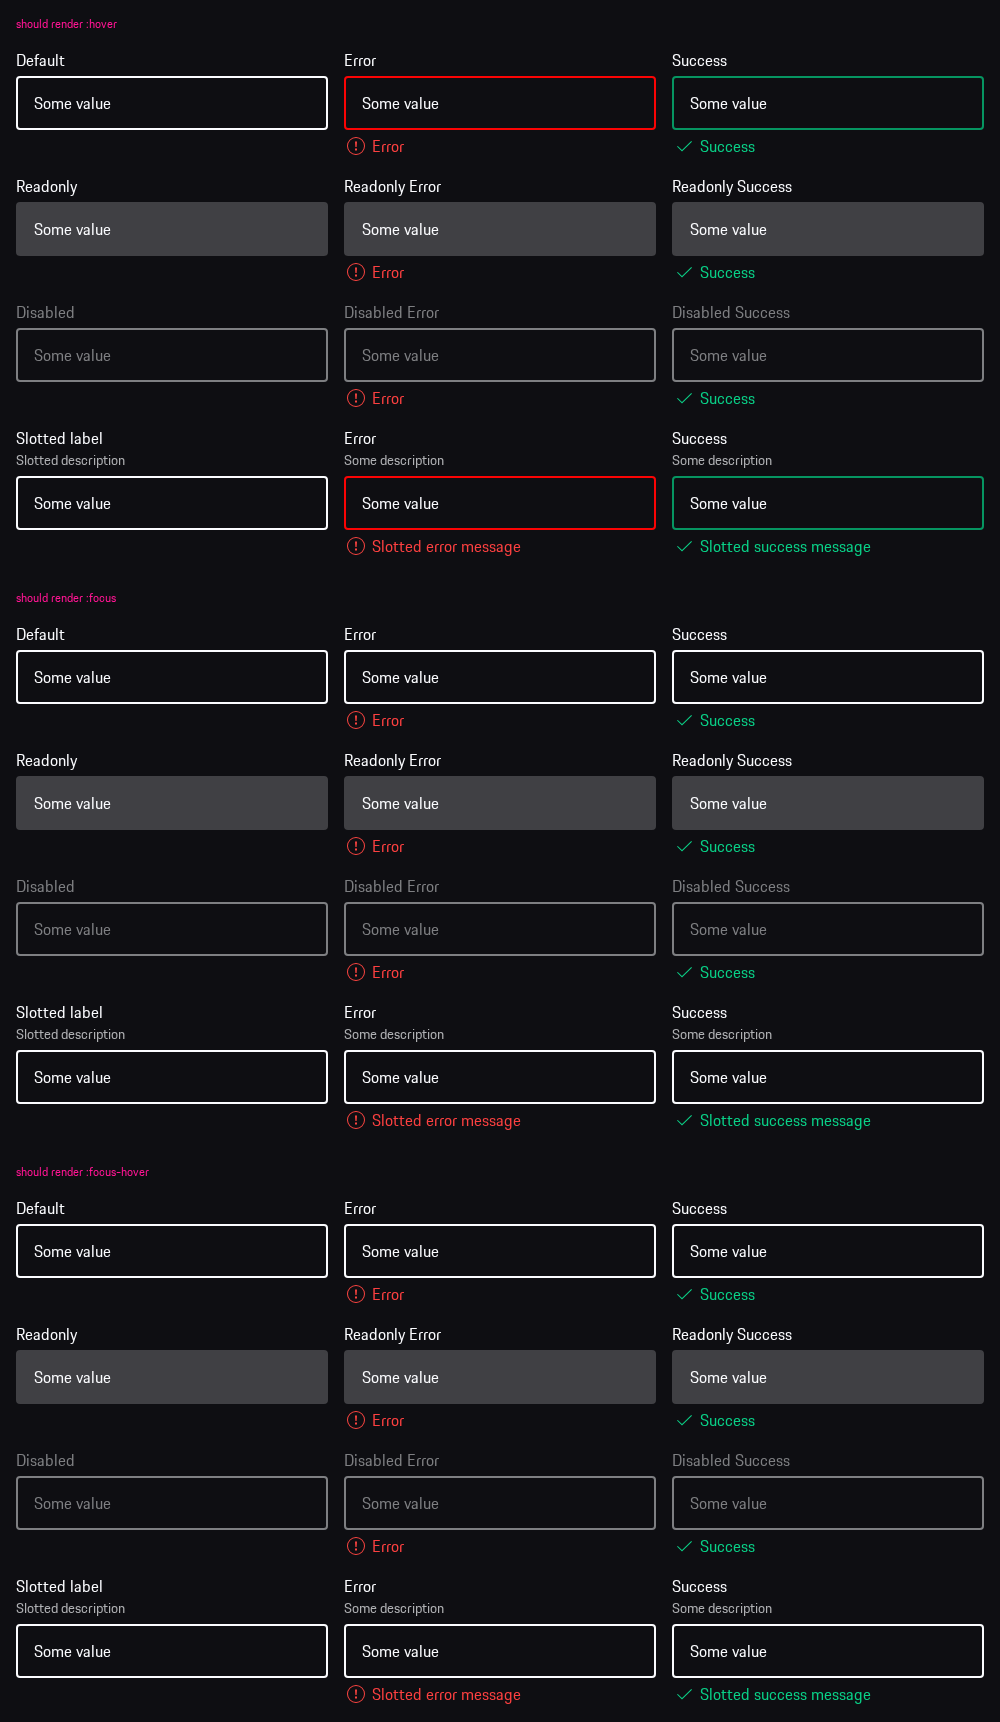 should render :hover
Default Error Success
Some value Some value Some value
Error Success
Readonly Readonly Error Readonly Success
Some value Some value Some value
Error Success
Disabled Disabled Error Disabled Success
Some value Some value Some value
Error Success
Slotted label Error Success
Slotted description Some description Some description
Some value Some value Some value
Slotted error message Slotted success message
should render :focus
Default Error Success
Some value Some value Some value
Error Success
Readonly Readonly Error Readonly Success
Some value Some value Some value
Error Success
Disabled Disabled Error Disabled Success
Some value Some value Some value
Error Success
Slotted label Error Success
Slotted description Some description Some description
Some value Some value Some value
Slotted error message Slotted success message
should render :focus-hover
Default Error Success
Some value Some value Some value
Error Success
Readonly Readonly Error Readonly Success
Some value Some value Some value
Error Success
Disabled Disabled Error Disabled Success
Some value Some value Some value
Error Success
Slotted label Error Success
Slotted description Some description Some description
Some value Some value Some value
Slotted error message Slotted success message